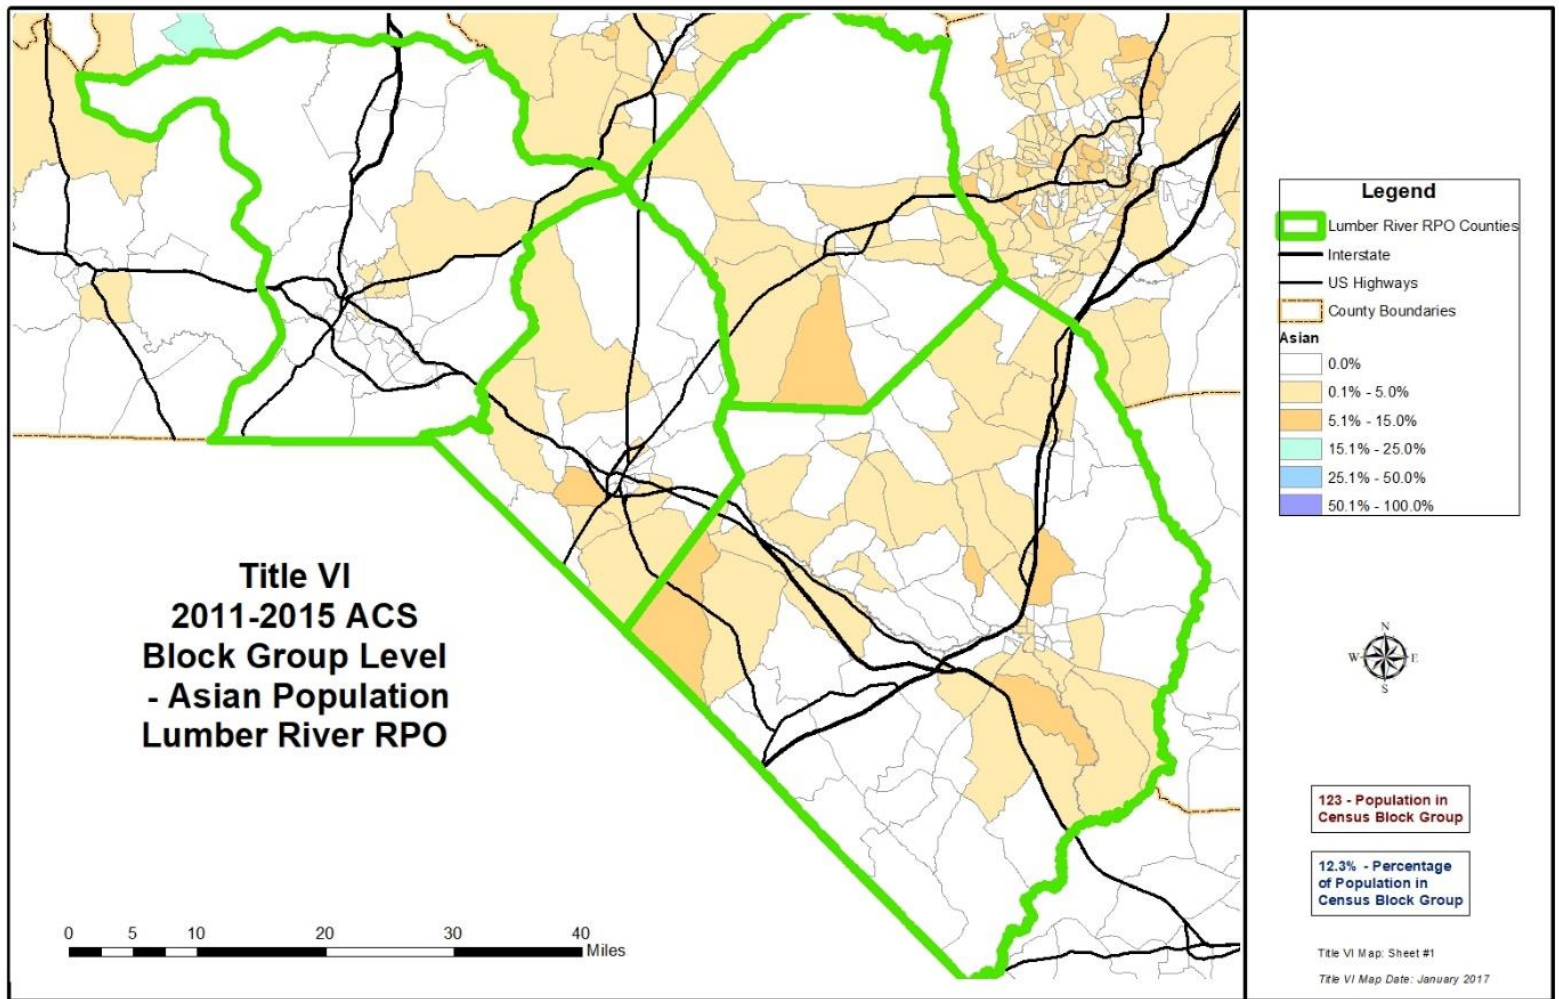 Title VI
2011-2015 ACS
Block Group Level
- Asian Population
Lumber River RPO
0 5 10 20 30 40
Miles
Legend
Lumber River RPO Counties
Interstate
US Highways
County Boundaries
Asian
0.0%
0.1% - 5.0%
5.1% - 15.0%
15.1% - 25.0%
25.1% - 50.0%
50.1% - 100.0%
N
W E
S
123 - Population in
Census Block Group
12.3% - Percentage
of Population in
Census Block Group
Title VI Map: Sheet #1
Title VI Map Date: January 2017